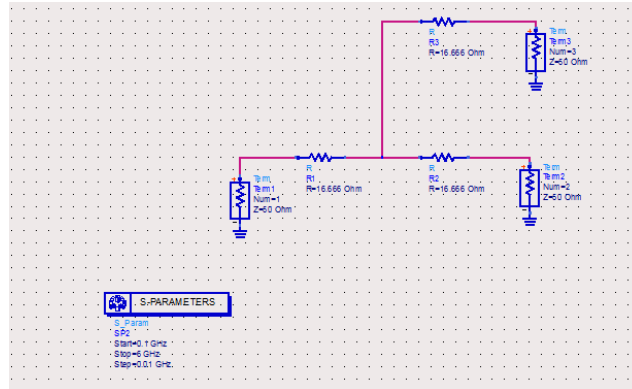 R
R3
R=16.666 Ohm
Term
Term3
Num=3
Z=50 Ohm
R
R1
R=16.666 Ohm
R
R2
R=16.666 Ohm
Term
Term1
Num=1
Z=50 Ohm
Term
Term2
Num=2
Z=50 Ohm
S-PARAMETERS
S_Param
SP2
Start=0.1 GHz
Stop=6 GHz
Step=0.01 GHz